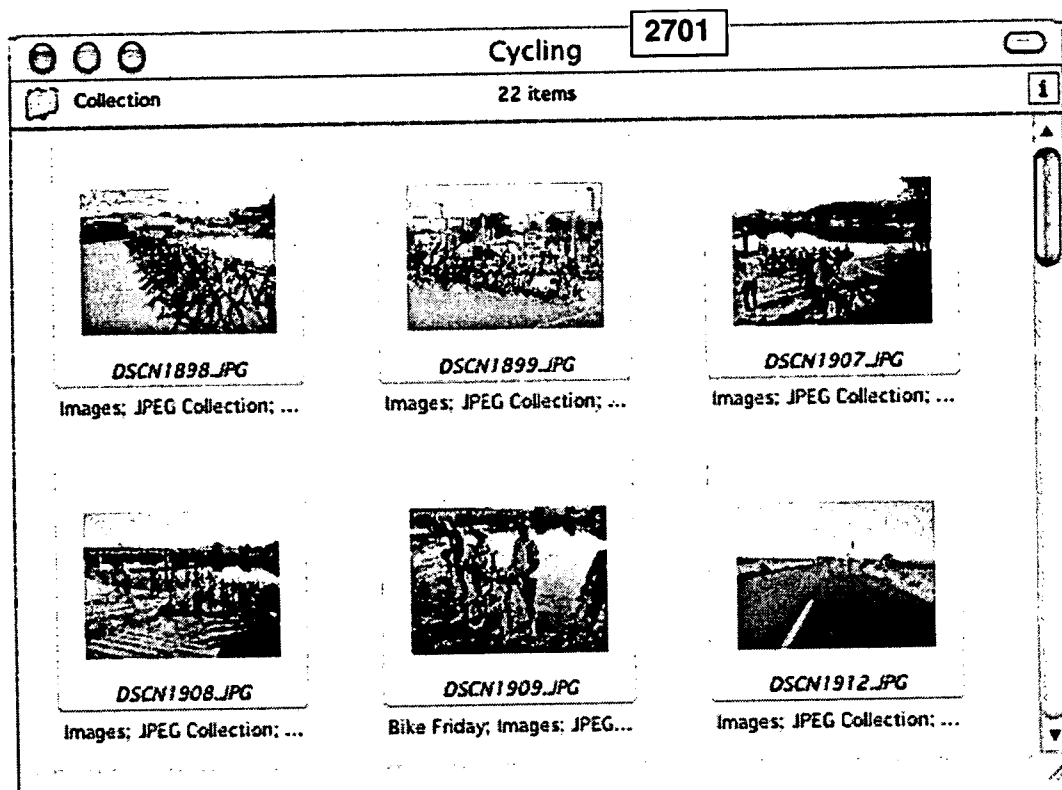 2701
Cycling
Collection
22 items
i
DSCN1898.JPG
DSCN1899.JPG
DSCN1907.JPG
Images; JPEG Collection; ...
Images; JPEG Collection; ...
Images; JPEG Collection; ...
DSCN1908.JPG
DSCN1909.JPG
DSCN1912.JPG
Images; JPEG Collection; ...
Bike Friday; Images; JPEG...
Images; JPEG Collection; ...